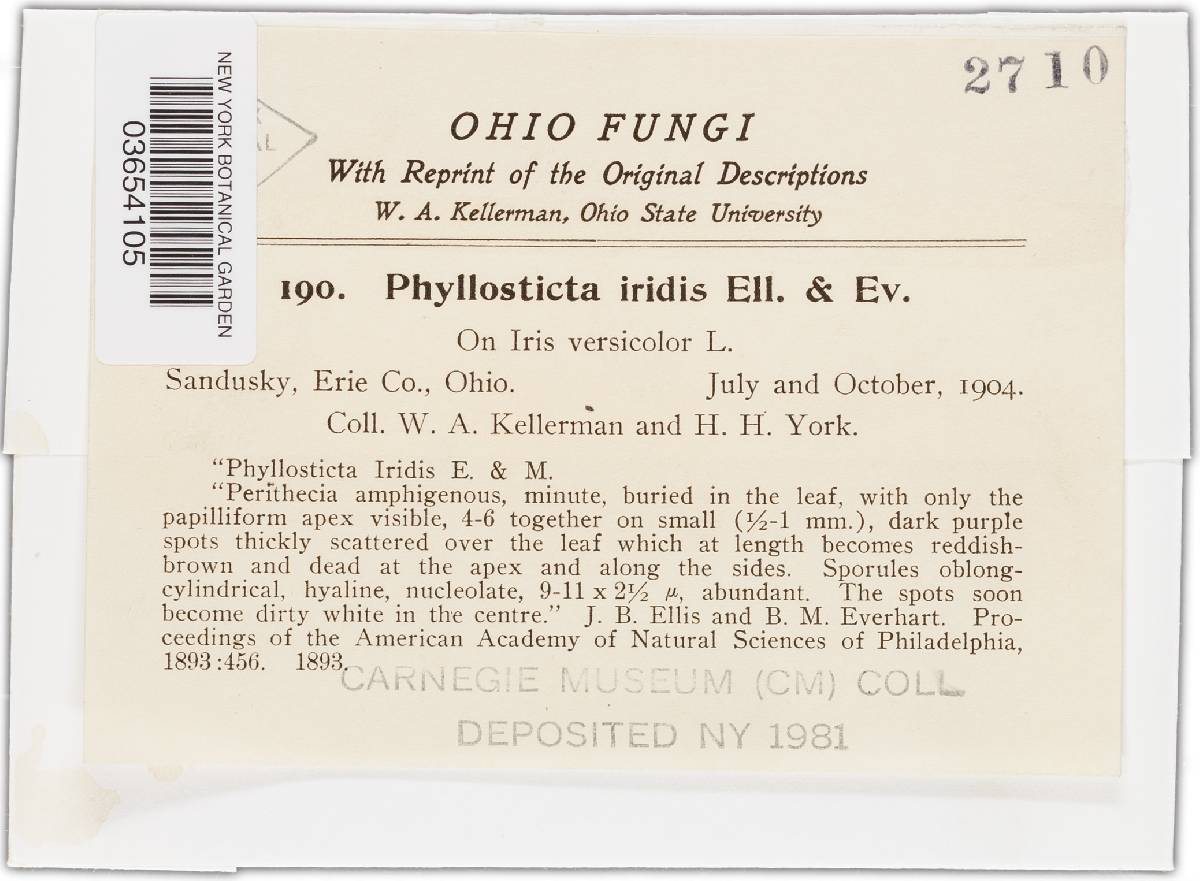 2710
NEW YORK BOTANICAL GARDEN
03654105
OHIO FUNGI
With Reprint of the Original Descriptions
W. A. Kellerman, Ohio State University
190. Phyllosticta iridis Ell. & Ev.
On Iris versicolor L.
Sandusky, Erie Co., Ohio. July and October, 1904.
Coll. W. A. Kellerman and H. H. York.
"Phyllosticta Iridis E. & M.
"Perithecia amphigenous, minute, buried in the leaf, with only the
papilliform apex visible, 4-6 together on small (½-1 mm.), dark purple
spots thickly scattered over the leaf which at length becomes reddish-
brown and dead at the apex and along the sides. Sporules oblong-
cylindrical, hyaline, nucleolate, 9-11 x 2½ µ, abundant. The spots soon
become dirty white in the centre." J. B. Ellis and B. M. Everhart. Pro-
ceedings of the American Academy of Natural Sciences of Philadelphia,
1893:456. 1893.
CARNEGIE MUSEUM (CM) COLL
DEPOSITED NY 1981